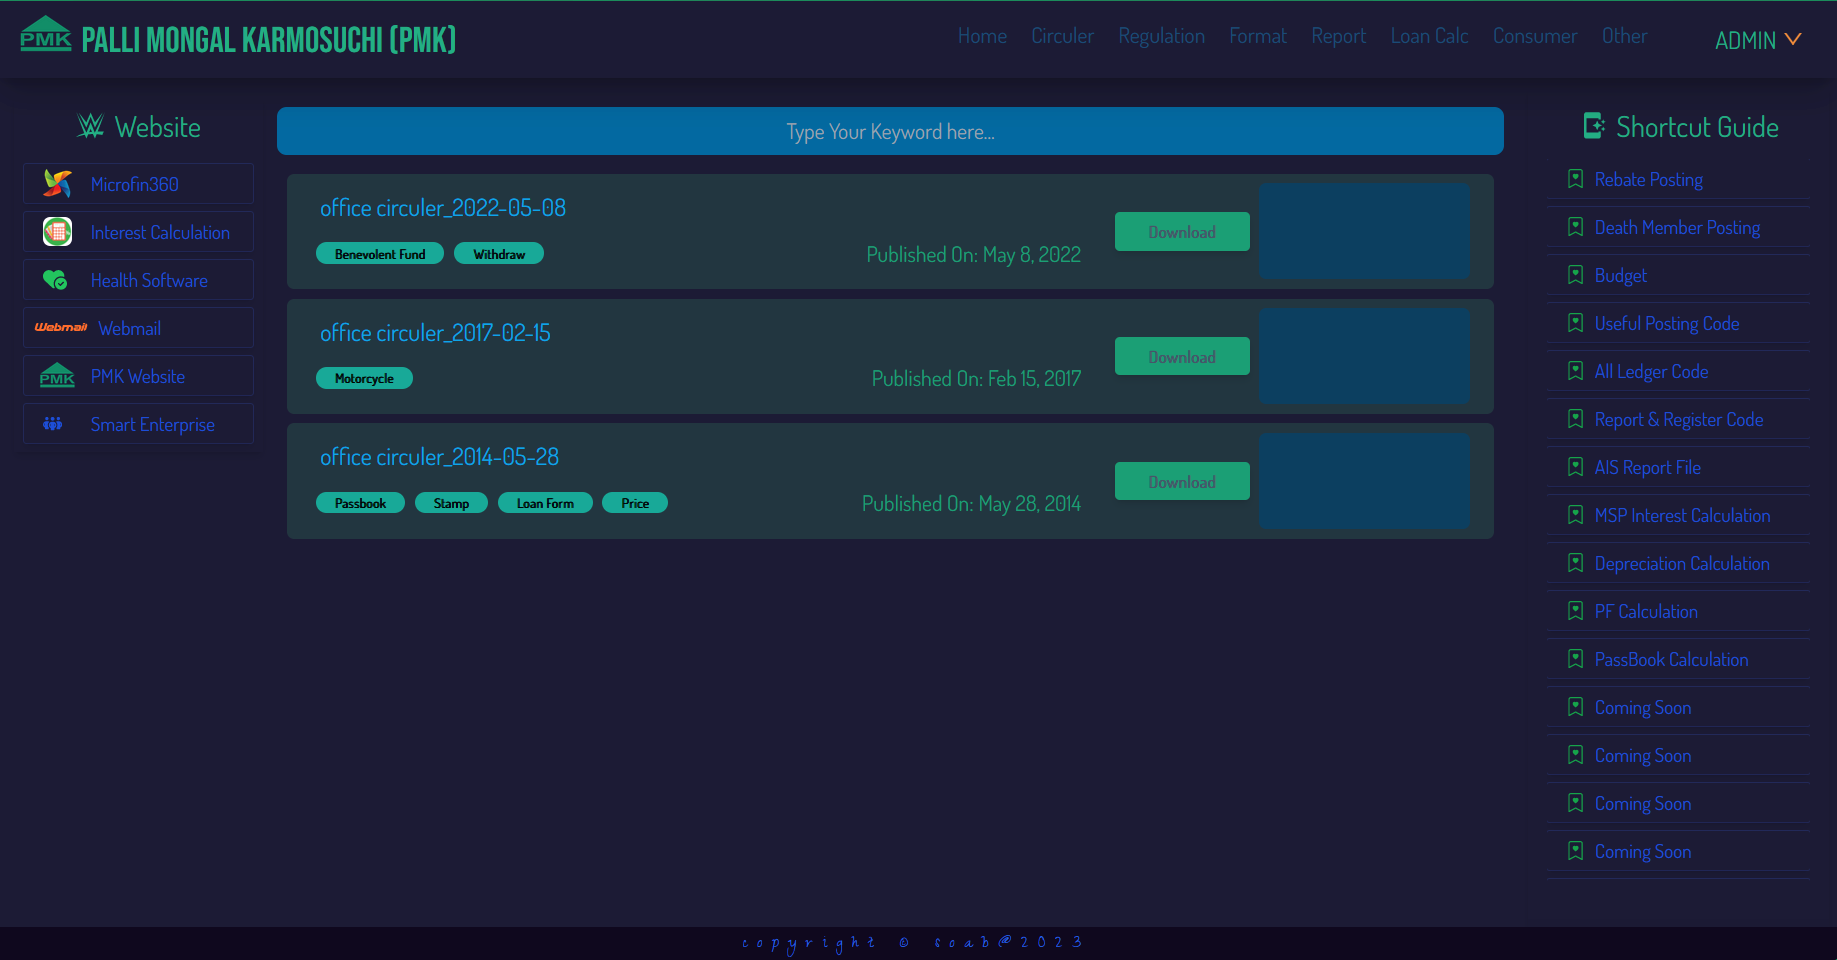 PMK PALLI MONGAL KARMOSUCHI (PMK)
Home Circuler Regulation Format Report Loan Calc Consumer Other ADMIN
Website
Microfin360
Interest Calculation
Health Software
Webmail Webmail
PMK PMK Website
Smart Enterprise
Type Your Keyword here...
office circuler_2022-05-08
Benevolent Fund Withdraw
Published On: May 8, 2022
Download
office circuler_2017-02-15
Motorcycle
Published On: Feb 15, 2017
Download
office circuler_2014-05-28
Passbook Stamp Loan Form Price
Published On: May 28, 2014
Download
Shortcut Guide
Rebate Posting
Death Member Posting
Budget
Useful Posting Code
All Ledger Code
Report & Register Code
AIS Report File
MSP Interest Calculation
Depreciation Calculation
PF Calculation
PassBook Calculation
Coming Soon
Coming Soon
Coming Soon
Coming Soon
copyright © soab@2023